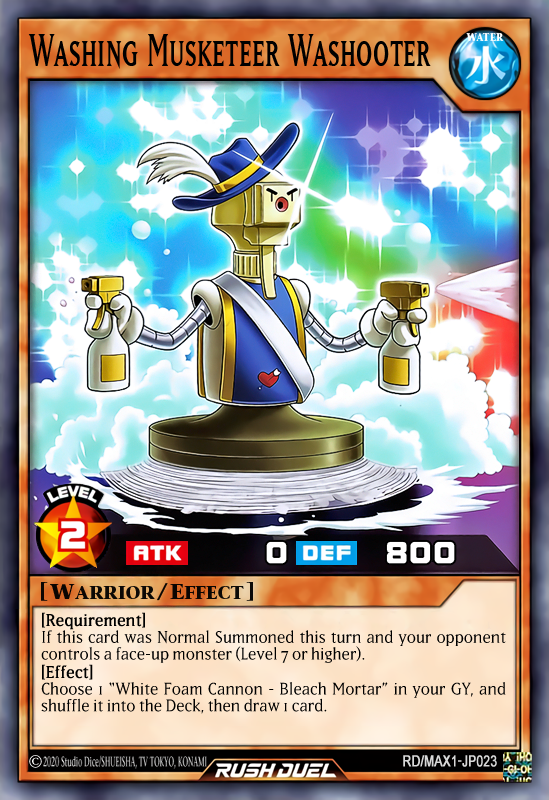 WASHING MUSKETEER WASHOOTER
WATER
水
LEVEL
2
ATK 0 DEF 800
[WARRIOR/EFFECT]
[Requirement]
If this card was Normal Summoned this turn and your opponent
controls a face-up monster (Level 7 or higher).
[Effect]
Choose 1 "White Foam Cannon - Bleach Mortar" in your GY, and
shuffle it into the Deck, then draw 1 card.
©2020 Studio Dice/SHUEISHA, TV TOKYO, KONAMI
RUSH DUEL
RD/MAX1-JP023